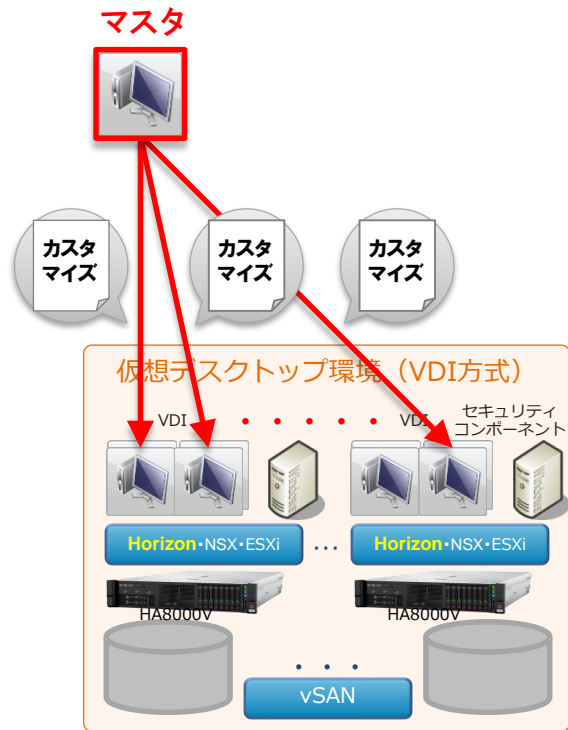 マスタ
カスタ
マイズ
カスタ
マイズ
カスタ
マイズ
仮想デスクトップ環境（VDI方式）
VDI
VDI
セキュリティ
コンポーネント
Horizon・NSX・ESXi
…
Horizon・NSX・ESXi
HA8000V
HA8000V
vSAN